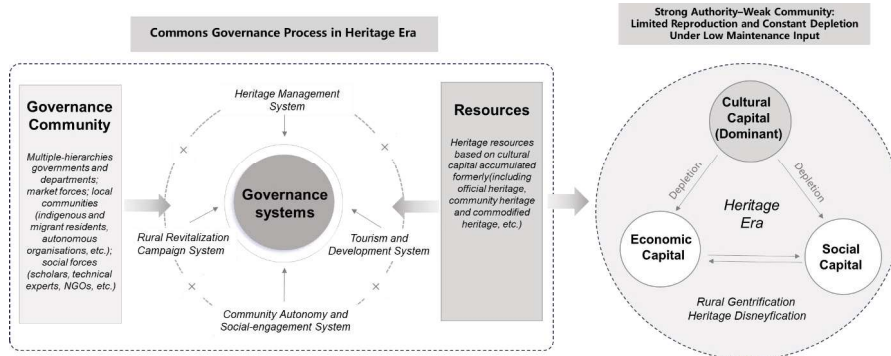 Commons Governance Process in Heritage Era
Strong Authority–Weak Community:
Limited Reproduction and Constant Depletion
Under Low Maintenance Input
Governance
Community
Multiple-hierarchies
governments and
departments;
market forces; local
communities
(indigenous and
migrant residents,
autonomous
organisations, etc.);
social forces
(scholars, technical
experts, NGOs, etc.)
Heritage Management
System
Governance
systems
Rural Revitalization
Campaign System
Tourism and
Development System
Community Autonomy and
Social-engagement System
Resources
Heritage resources
based on cultural
capital accumulated
formerly(including
official heritage,
community heritage
and commodified
heritage, etc.)
Cultural
Capital
(Dominant)
Depletion
Depletion
Heritage
Era
Economic
Capital
Social
Capital
Rural Gentrification
Heritage Disneyfication